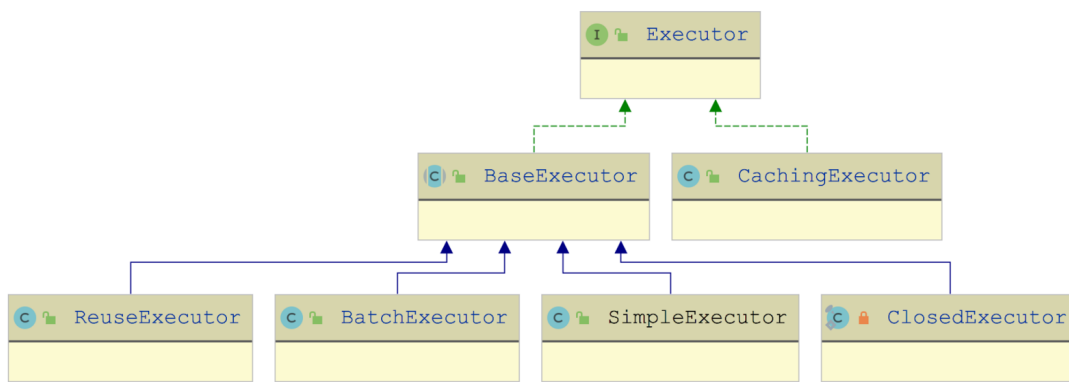 I Executor
C BaseExecutor
C CachingExecutor
C ReuseExecutor
C BatchExecutor
C SimpleExecutor
C ClosedExecutor